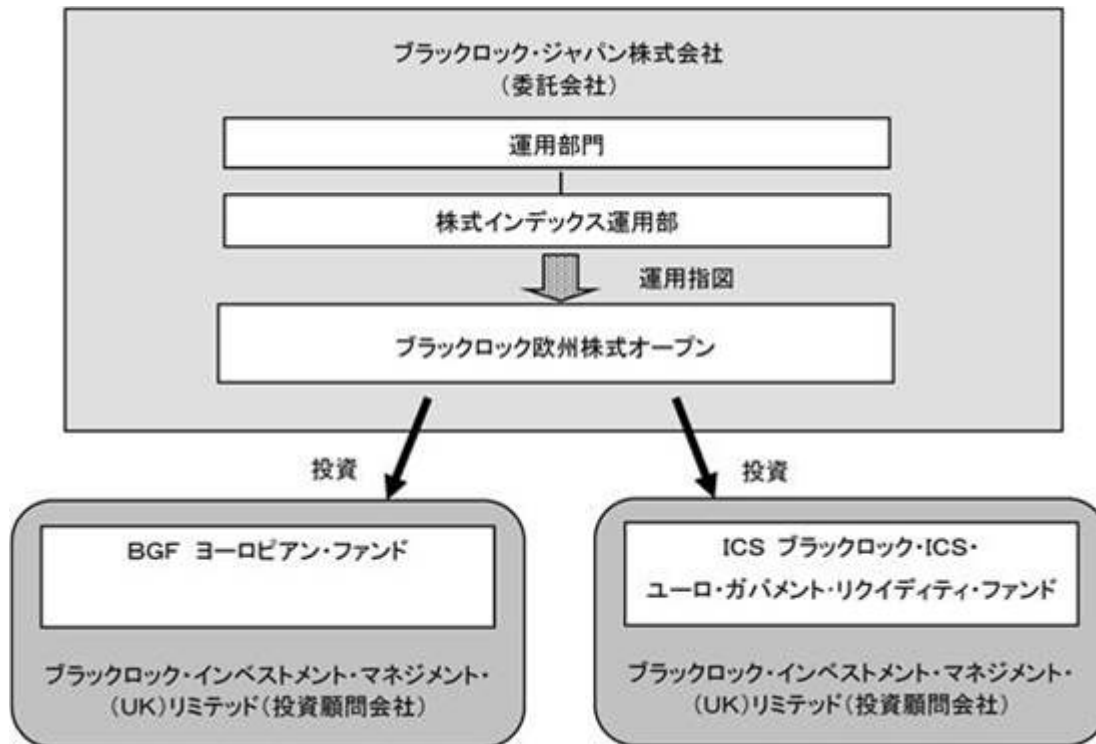 ブラックロック・ジャパン株式会社
（委託会社）
運用部門
株式インデックス運用部
運用指図
ブラックロック欧州株式オープン
投資
投資
BGF ヨーロピアン・ファンド
ブラックロック・インベストメント・マネジメント・
（UK）リミテッド（投資顧問会社）
ICS ブラックロック・ICS・
ユーロ・ガバメント・リクイディティ・ファンド
ブラックロック・インベストメント・マネジメント・
（UK）リミテッド（投資顧問会社）